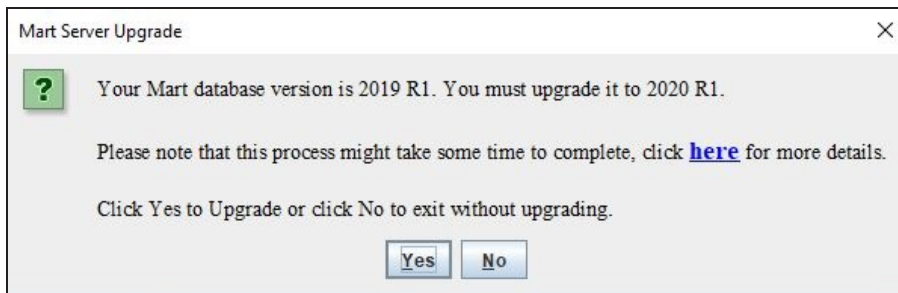 Mart Server Upgrade
?
Your Mart database version is 2019 R1. You must upgrade it to 2020 R1.
Please note that this process might take some time to complete, click here for more details.
Click Yes to Upgrade or click No to exit without upgrading.
Yes No